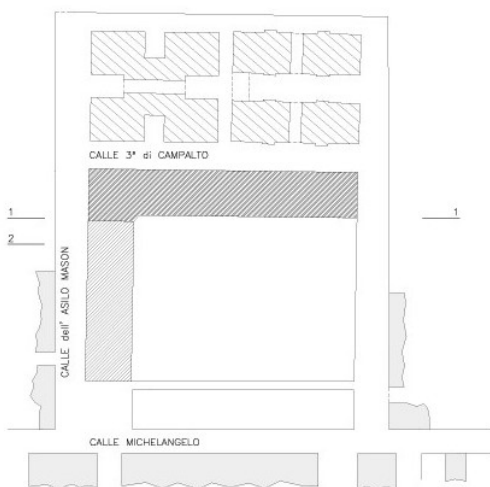 CALLE 3ª di CAMPALTO
1
1
2
CALLE dell' ASILO MASON
CALLE MICHELANGELO